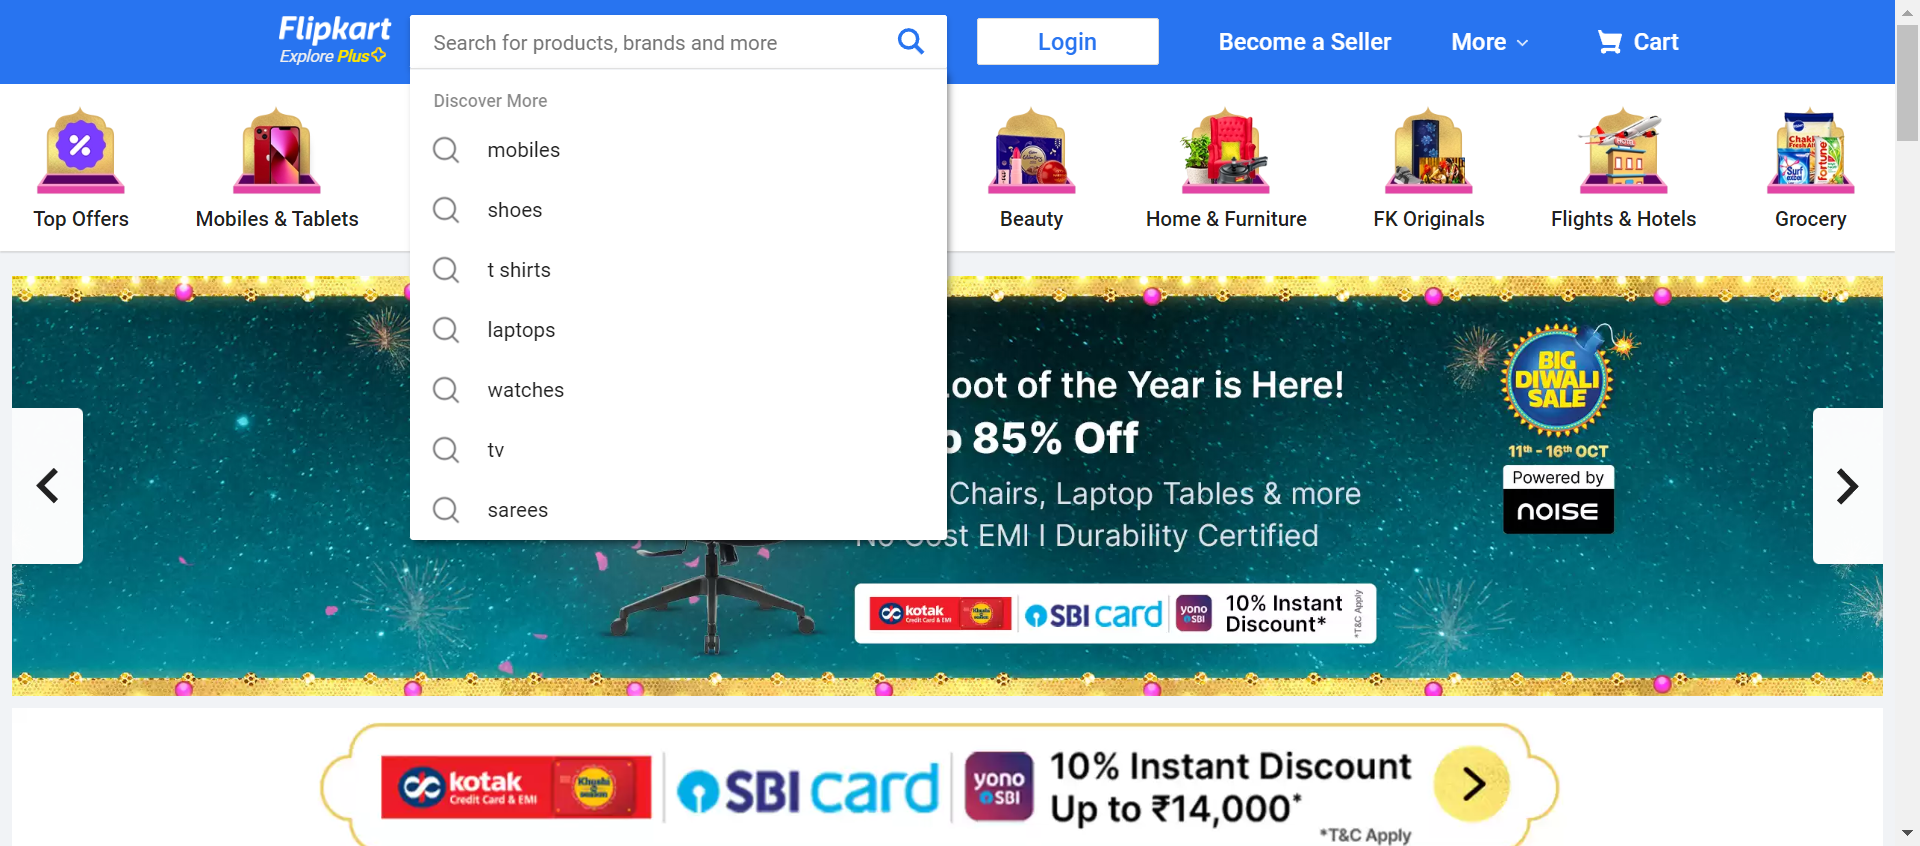 Flipkart
Explore Plus
Search for products, brands and more
Login
Become a Seller
More
Cart
Discover More
mobiles
shoes
t shirts
laptops
watches
tv
sarees
Top Offers
Mobiles & Tablets
Beauty
Home & Furniture
FK Originals
Flights & Hotels
Grocery
oot of the Year is Here!
85% Off
Chairs, Laptop Tables & more
No Cost EMI I Durability Certified
BIG
DIWALI
SALE
11th - 16th OCT
Powered by
noise
kotak
Credit Card & EMI
SBI card
yono
SBI
10% Instant
Discount*
*T&C Apply
kotak
Credit Card & EMI
SBI card
yono
SBI
10% Instant Discount
Up to ₹14,000*
*T&C Apply